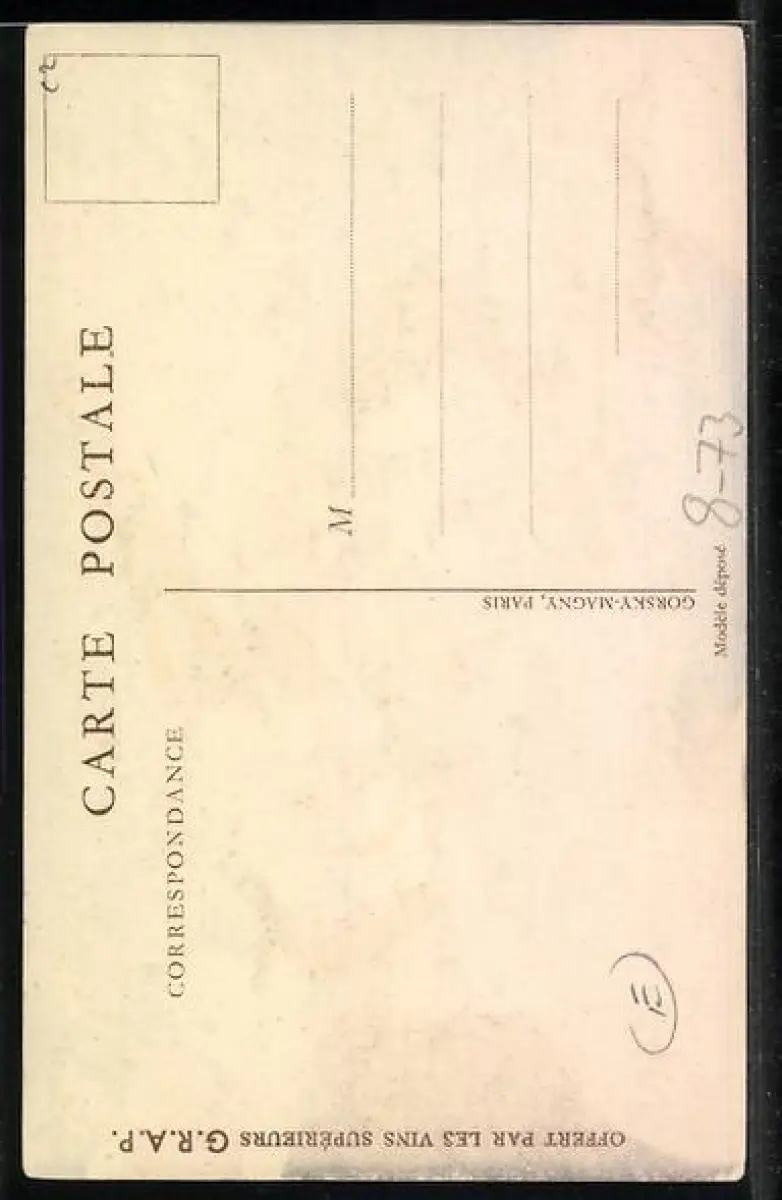 CARTE POSTALE
CORRESPONDANCE
M
GORSKY-MAGNY, PARIS
Modèle déposé
8-73
OFFERT PAR LES VINS SUPÉRIEURS G.R.A.P.